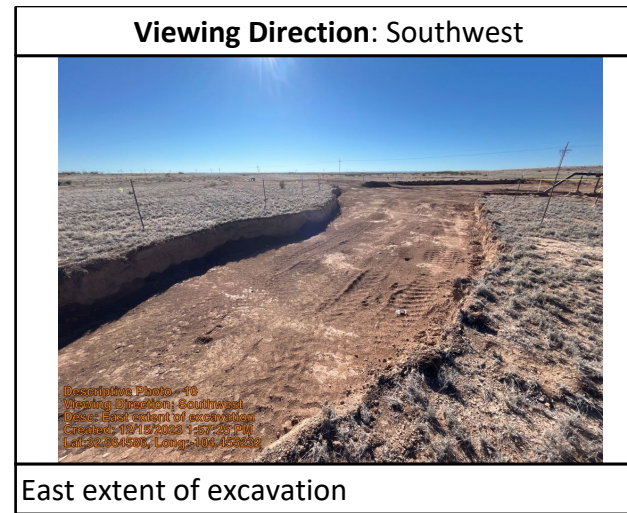 Viewing Direction: Southwest
Descriptive Photo - 18
Viewing Direction: Southwest
Desc: East extent of excavation
Created: 12/15/2023 1:57:25 PM
East extent of excavation